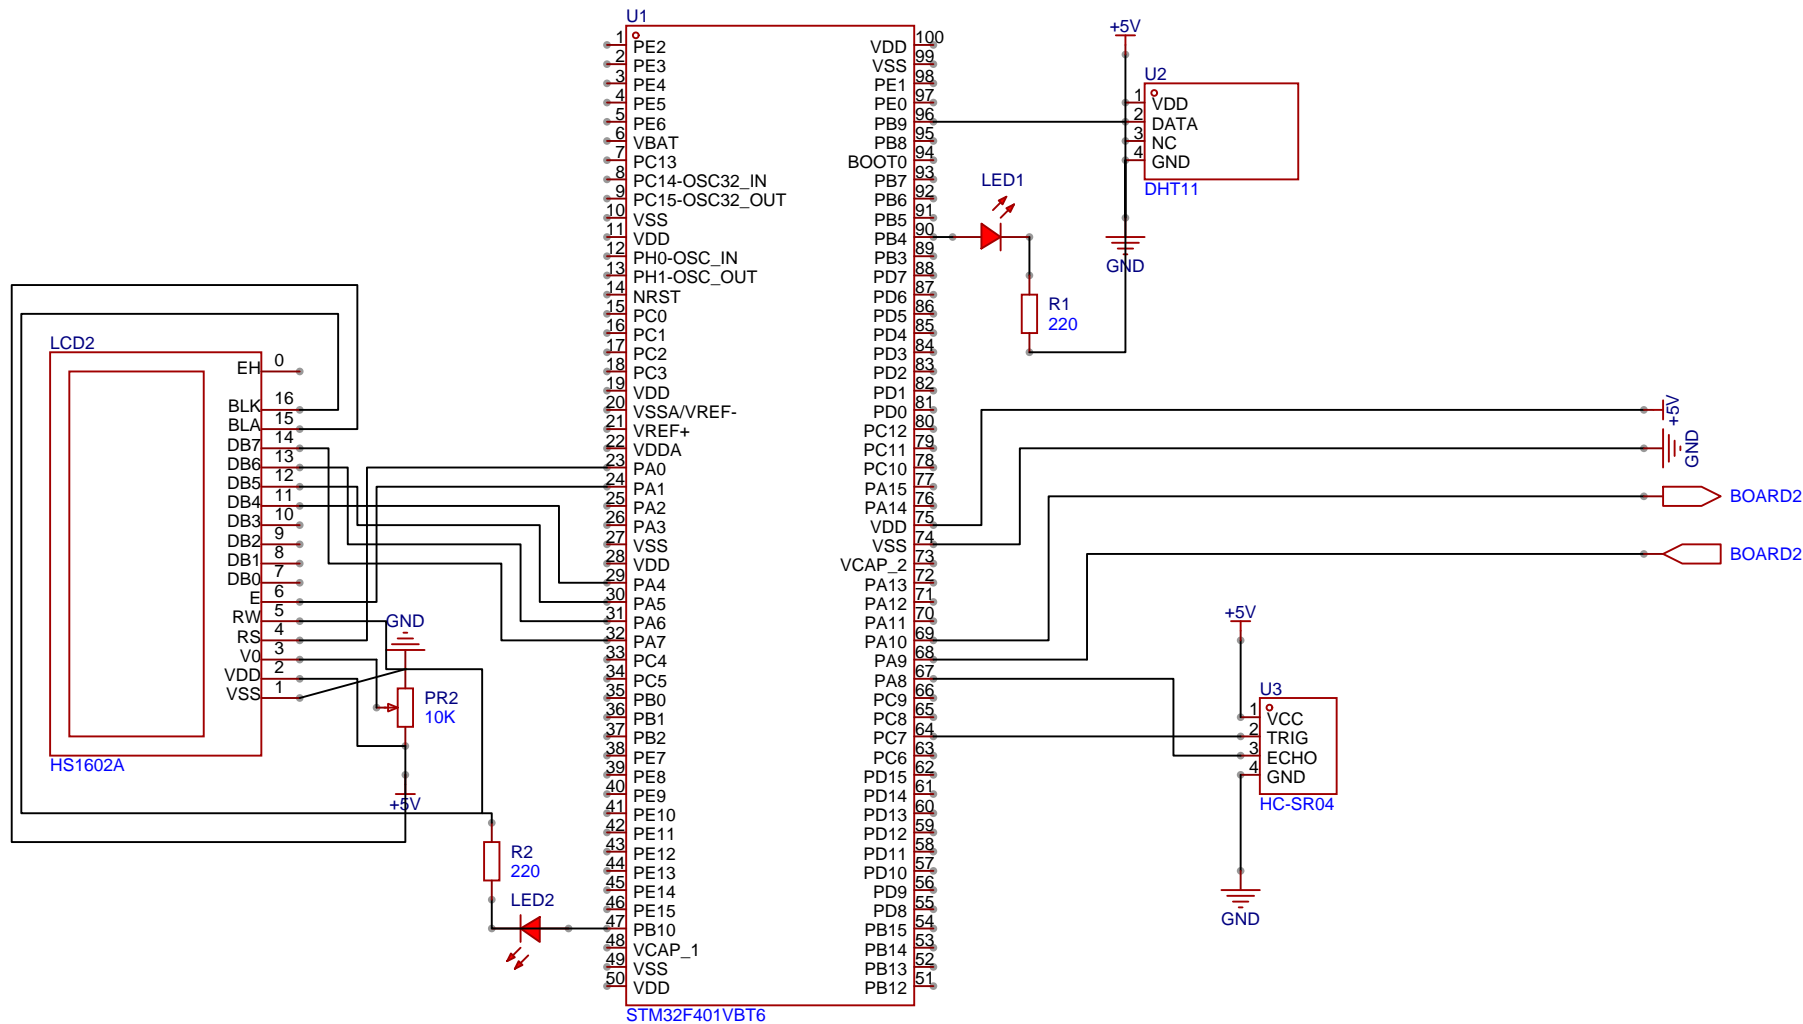 U1
1 PE2
2 PE3
3 PE4
4 PE5
5 PE6
6 VBAT
7 PC13
8 PC14-OSC32_IN
9 PC15-OSC32_OUT
10 VSS
11 VDD
12 PH0-OSC_IN
13 PH1-OSC_OUT
14 NRST
15 PC0
16 PC1
17 PC2
18 PC3
19 VDD
20 VSSA/VREF-
21 VREF+
22 VDDA
23 PA0
24 PA1
25 PA2
26 PA3
27 VSS
28 VDD
29 PA4
30 PA5
31 PA6
32 PA7
33 PC4
34 PC5
35 PB0
36 PB1
37 PB2
38 PE7
39 PE8
40 PE9
41 PE10
42 PE11
43 PE12
44 PE13
45 PE14
46 PE15
47 PB10
48 VCAP_1
49 VSS
50 VDD
VDD 100
VSS 99
PE1 98
PE0 97
PB9 96
PB8 95
BOOT0 94
PB7 93
PB6 92
PB5 91
PB4 90
PB3 89
PD7 88
PD6 87
PD5 86
PD4 85
PD3 84
PD2 83
PD1 82
PD0 81
PC12 80
PC11 79
PC10 78
PA15 77
PA14 76
VDD 75
VSS 74
VCAP_2 73
PA13 72
PA12 71
PA11 70
PA10 69
PA9 68
PA8 67
PC9 66
PC8 65
PC7 64
PC6 63
PD15 62
PD14 61
PD13 60
PD12 59
PD11 58
PD10 57
PD9 56
PD8 55
PB15 54
PB14 53
PB13 52
PB12 51
STM32F401VBT6
LCD2
EH 0
BLK 16
BLA 15
DB7 14
DB6 13
DB5 12
DB4 11
DB3 10
DB2 9
DB1 8
DB0 7
E 6
RW 5
RS 4
V0 3
VDD 2
VSS 1
HS1602A
GND
PR2
10K
+5V
R2
220
LED2
+5V
U2
1 VDD
2 DATA
3 NC
4 GND
DHT11
LED1
GND
R1
220
+5V
GND
BOARD2
BOARD2
+5V
U3
1 VCC
2 TRIG
3 ECHO
4 GND
HC-SR04
GND